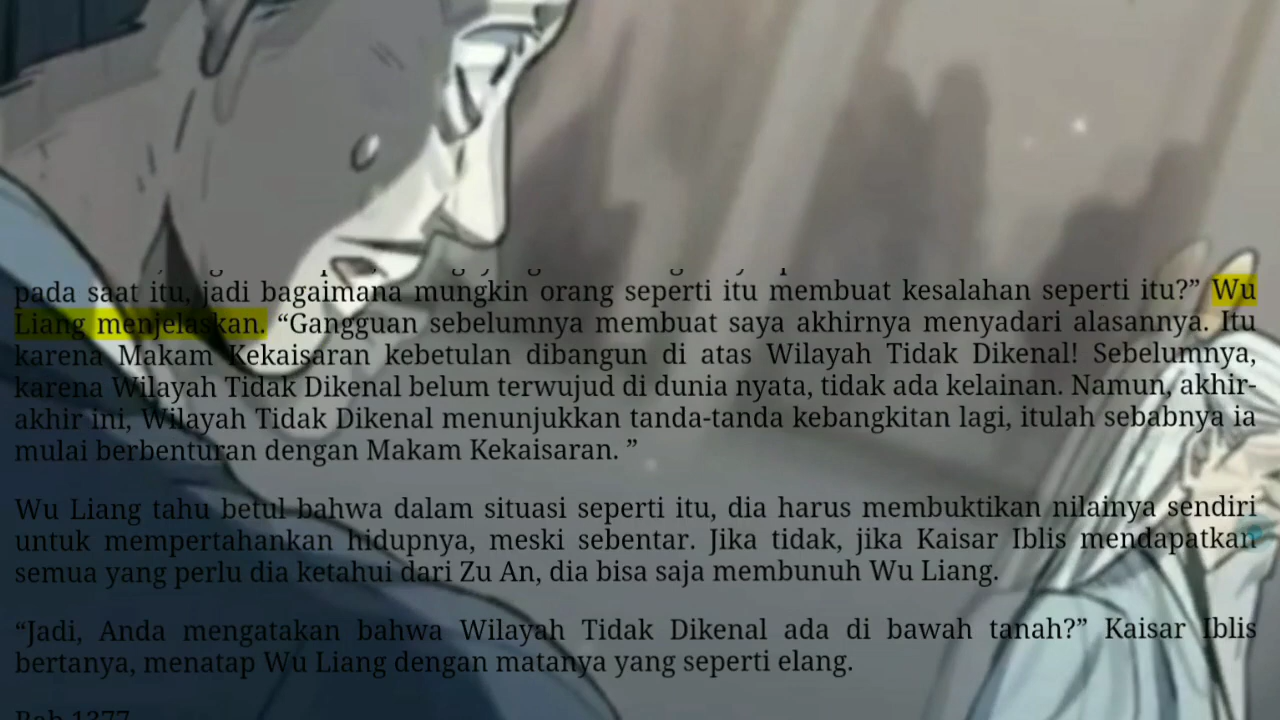 pada saat itu, jadi bagaimana mungkin orang seperti itu membuat kesalahan seperti itu?” Wu
Liang menjelaskan. “Gangguan sebelumnya membuat saya akhirnya menyadari alasannya. Itu
karena Makam Kekaisaran kebetulan dibangun di atas Wilayah Tidak Dikenal! Sebelumnya,
karena Wilayah Tidak Dikenal belum terwujud di dunia nyata, tidak ada kelainan. Namun, akhir-
akhir ini, Wilayah Tidak Dikenal menunjukkan tanda-tanda kebangkitan lagi, itulah sebabnya ia
mulai berbenturan dengan Makam Kekaisaran. ”
Wu Liang tahu betul bahwa dalam situasi seperti itu, dia harus membuktikan nilainya sendiri
untuk mempertahankan hidupnya, meski sebentar. Jika tidak, jika Kaisar Iblis mendapatkan
semua yang perlu dia ketahui dari Zu An, dia bisa saja membunuh Wu Liang.
“Jadi, Anda mengatakan bahwa Wilayah Tidak Dikenal ada di bawah tanah?” Kaisar Iblis
bertanya, menatap Wu Liang dengan matanya yang seperti elang.
Bab 1377